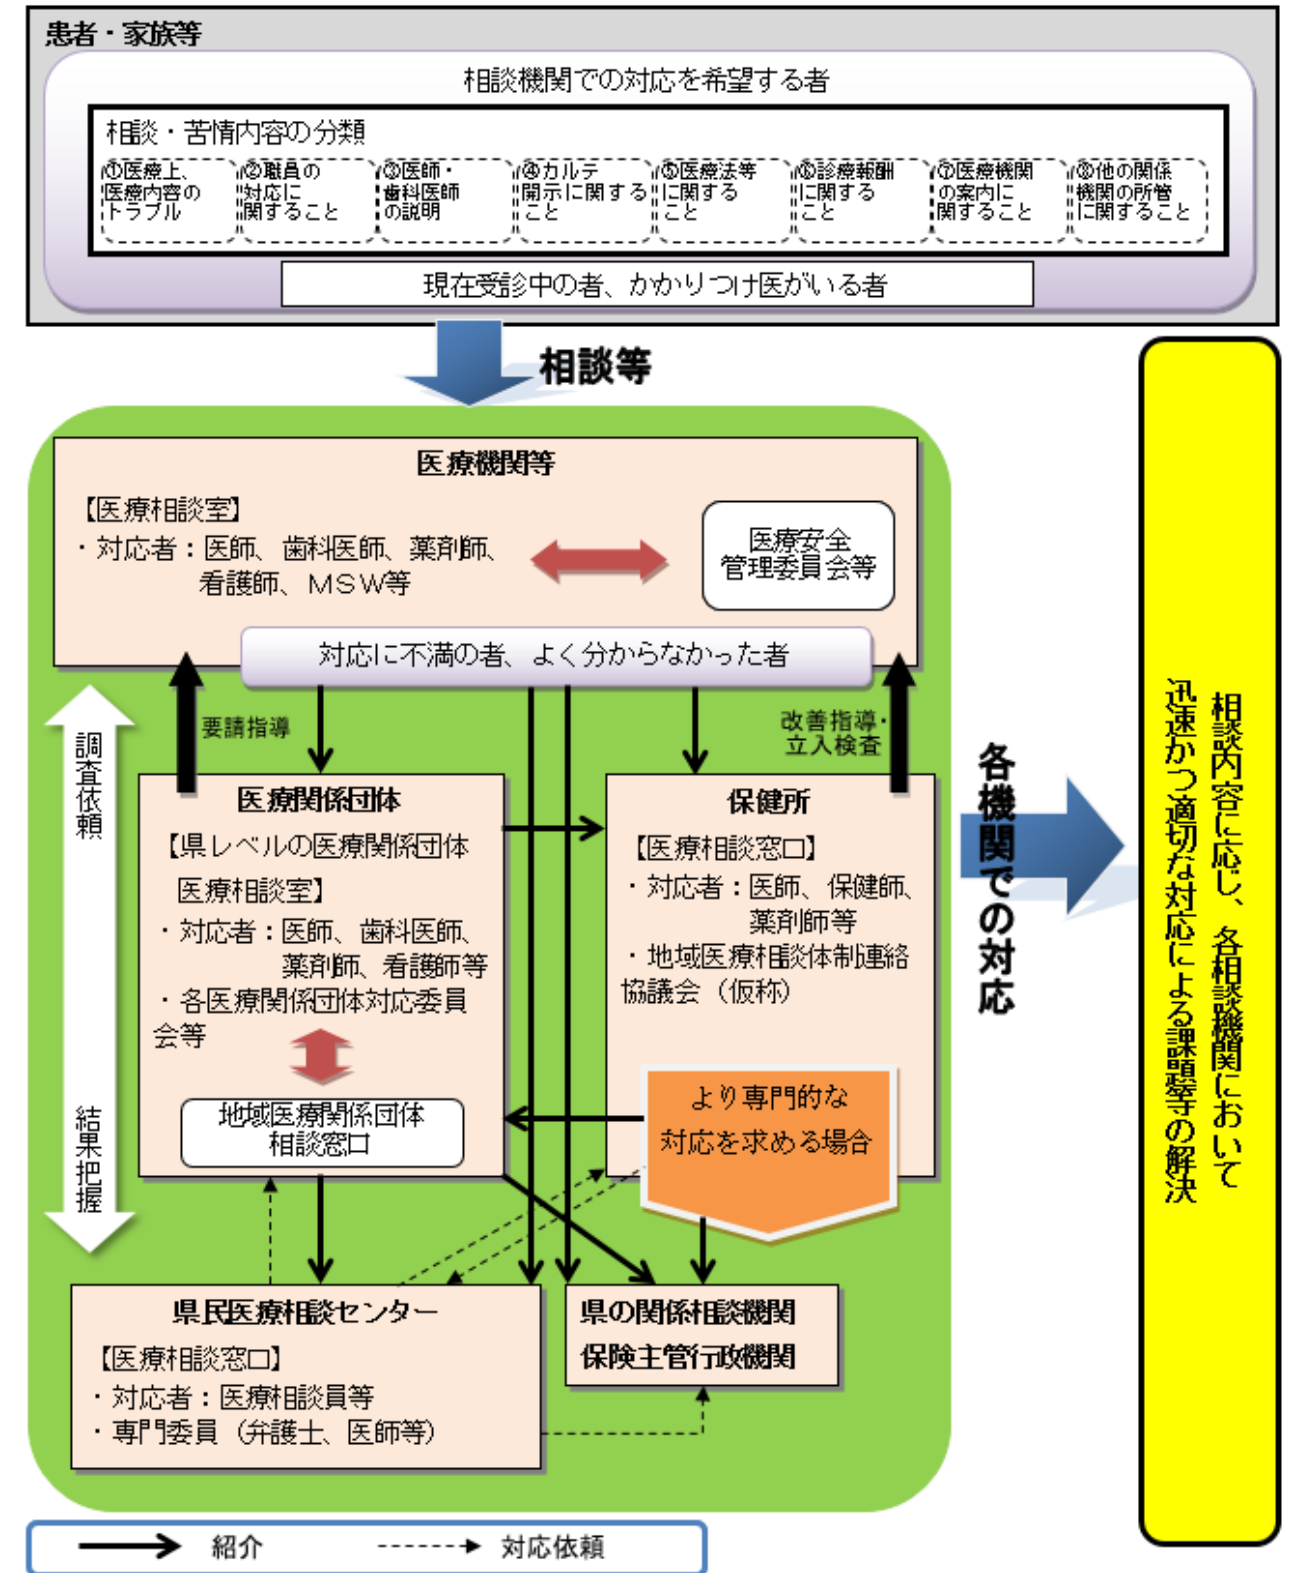 患者・家族等
相談機関での対応を希望する者
相談・苦情内容の分類
①医療上、
医療内容の
トラブル
②職員の
対応に
関すること
③医師・
歯科医師
の説明
④カルテ
開示に関する
こと
⑤医療法等
に関する
こと
⑥診療報酬
に関する
こと
⑦医療機関
の案内に
関すること
⑧他の関係
機関の所管
に関すること
現在受診中の者、かかりつけ医がいる者
相談等
医療機関等
【医療相談室】
・対応者:医師、歯科医師、薬剤師、
看護師、MSW等
医療安全
管理委員会等
対応に不満の者、よく分からなかった者
要請指導
改善指導・
立入検査
調査依頼
結果把握
医療関係団体
【県レベルの医療関係団体
医療相談室】
・対応者:医師、歯科医師、
薬剤師、看護師等
・各医療関係団体対応委員
会等
地域医療関係団体
相談窓口
保健所
【医療相談窓口】
・対応者:医師、保健師、
薬剤師等
・地域医療相談体制連絡
協議会(仮称)
より専門的な
対応を求める場合
県民医療相談センター
【医療相談窓口】
・対応者:医療相談員等
・専門委員(弁護士、医師等)
県の関係相談機関
保険主管行政機関
各機関での対応
相談内容に応じ、各相談機関において
迅速かつ適切な対応による課題等の解決
紹介
対応依頼